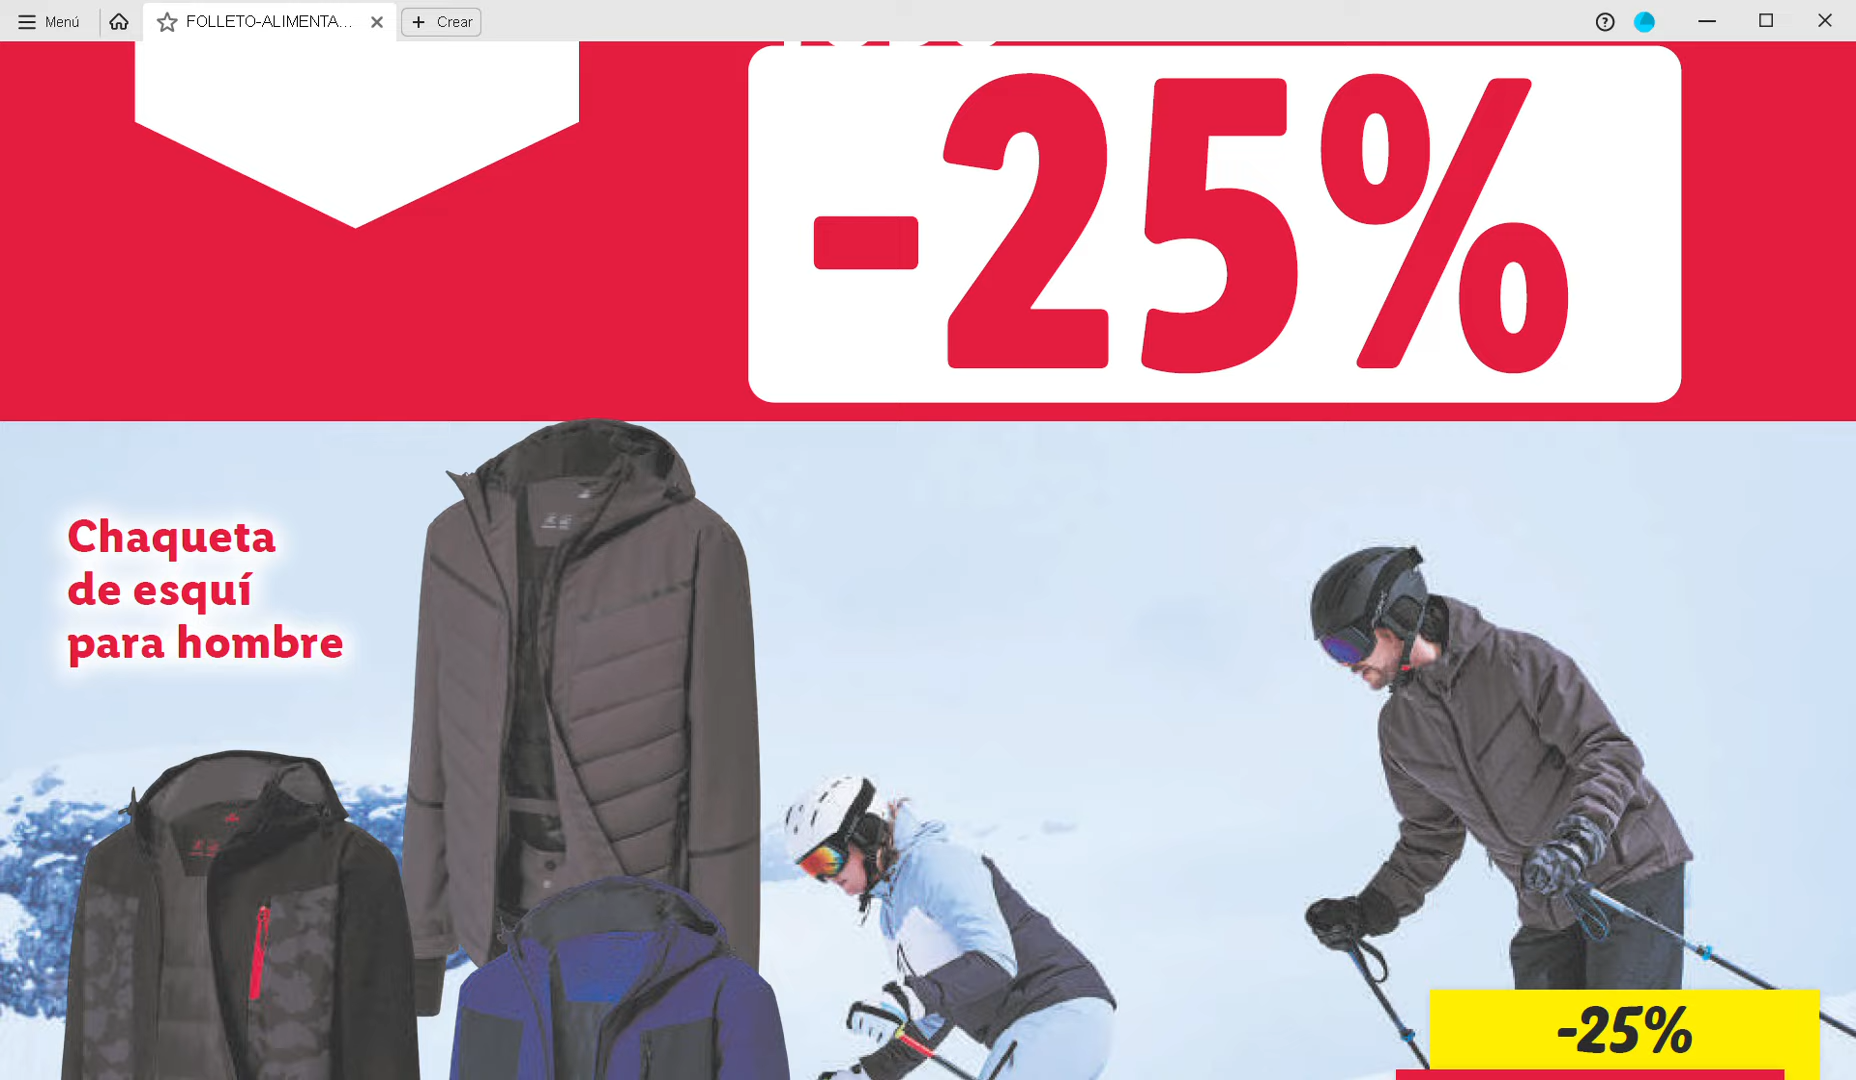 Menú
FOLLETO-ALIMENTA...
Crear
-25%
Chaqueta
de esquí
para hombre
-25%